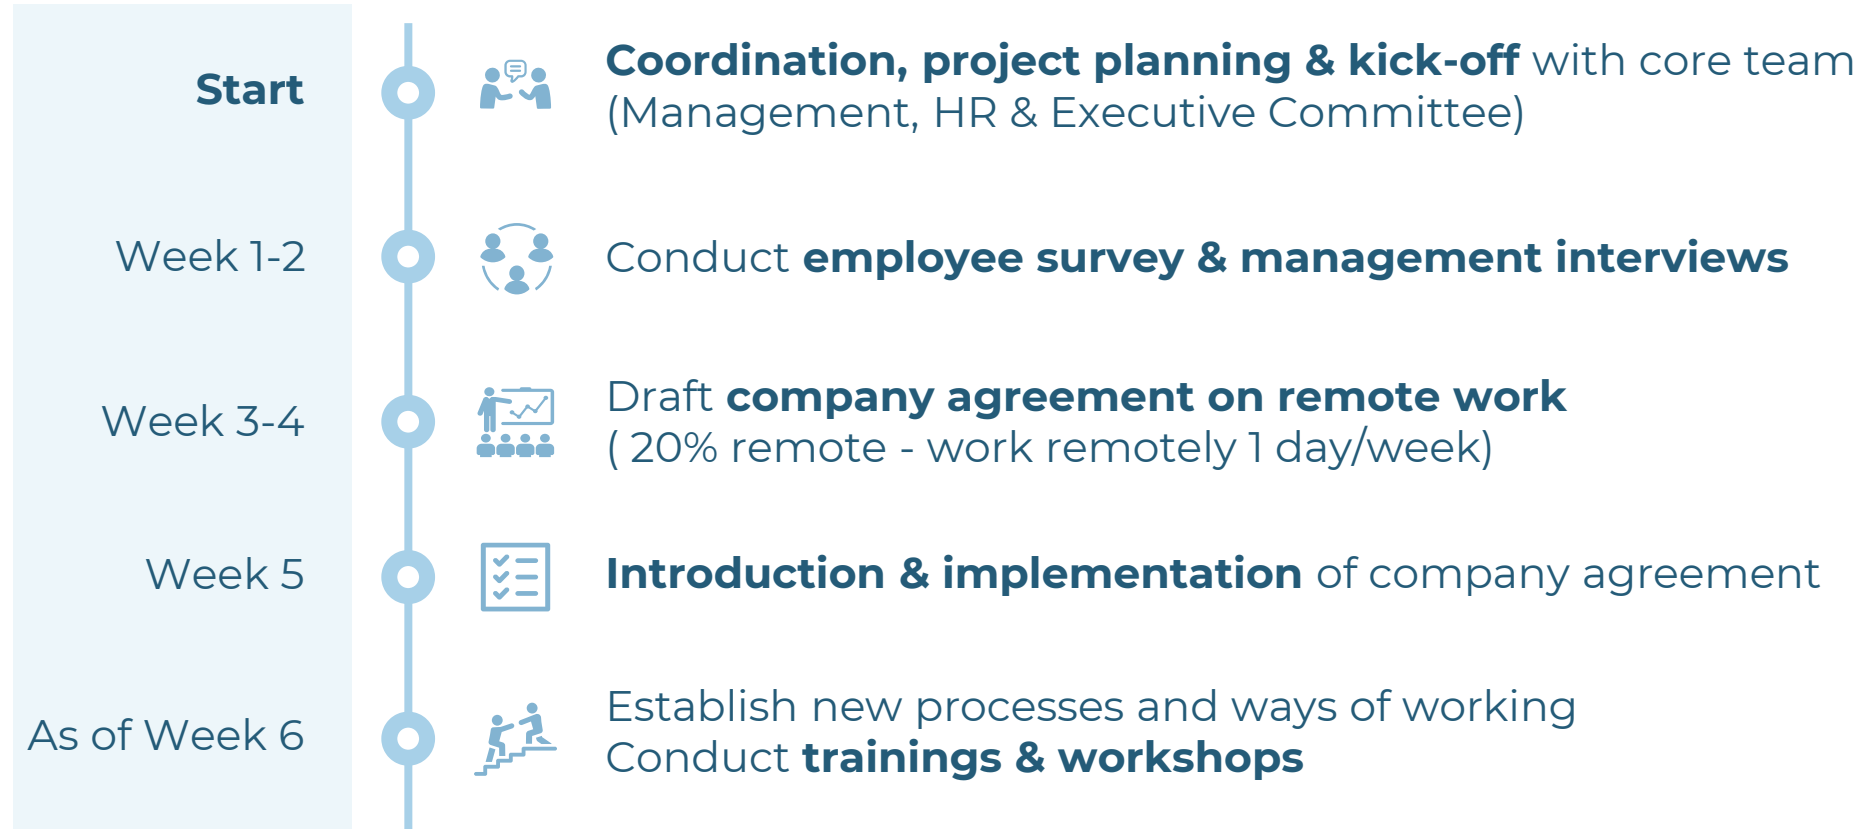 Start
Coordination, project planning & kick-off with core team
(Management, HR & Executive Committee)
Week 1-2
Conduct employee survey & management interviews
Week 3-4
Draft company agreement on remote work
( 20% remote - work remotely 1 day/week)
Week 5
Introduction & implementation of company agreement
As of Week 6
Establish new processes and ways of working
Conduct trainings & workshops